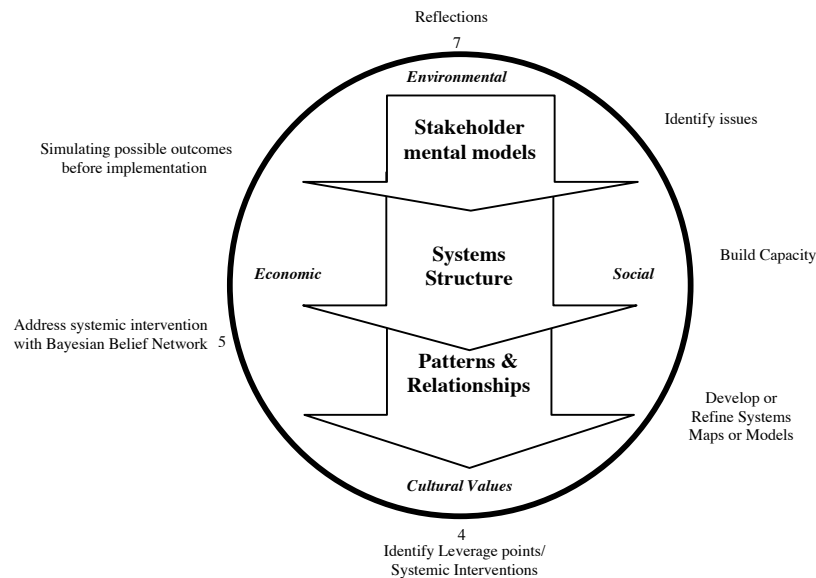 Reflections
7
Environmental
Identify issues
Stakeholder
mental models
Simulating possible outcomes
before implementation
Build Capacity
Systems
Structure
Economic
Social
Address systemic intervention
with Bayesian Belief Network 5
Patterns &
Relationships
Develop or
Refine Systems
Maps or Models
Cultural Values
4
Identify Leverage points/
Systemic Interventions